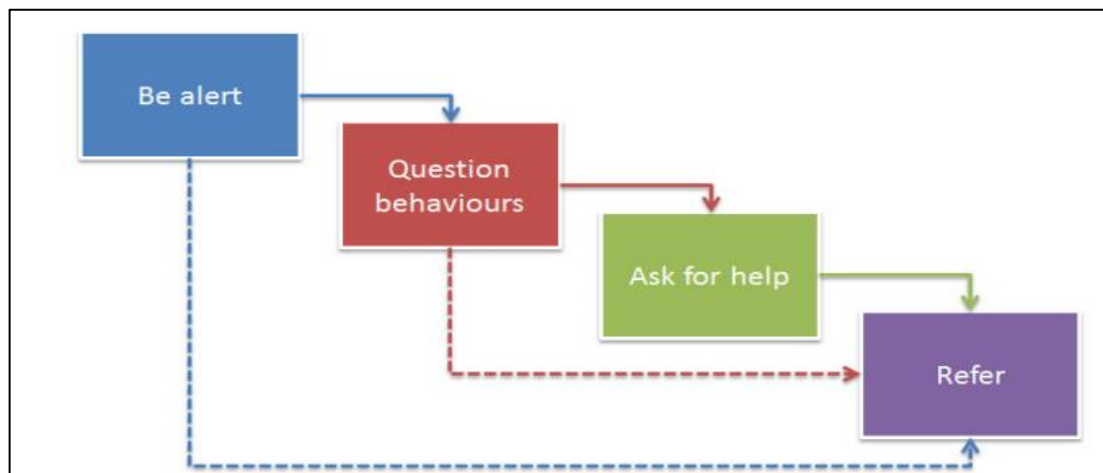 Be alert
Question
behaviours
Ask for help
Refer